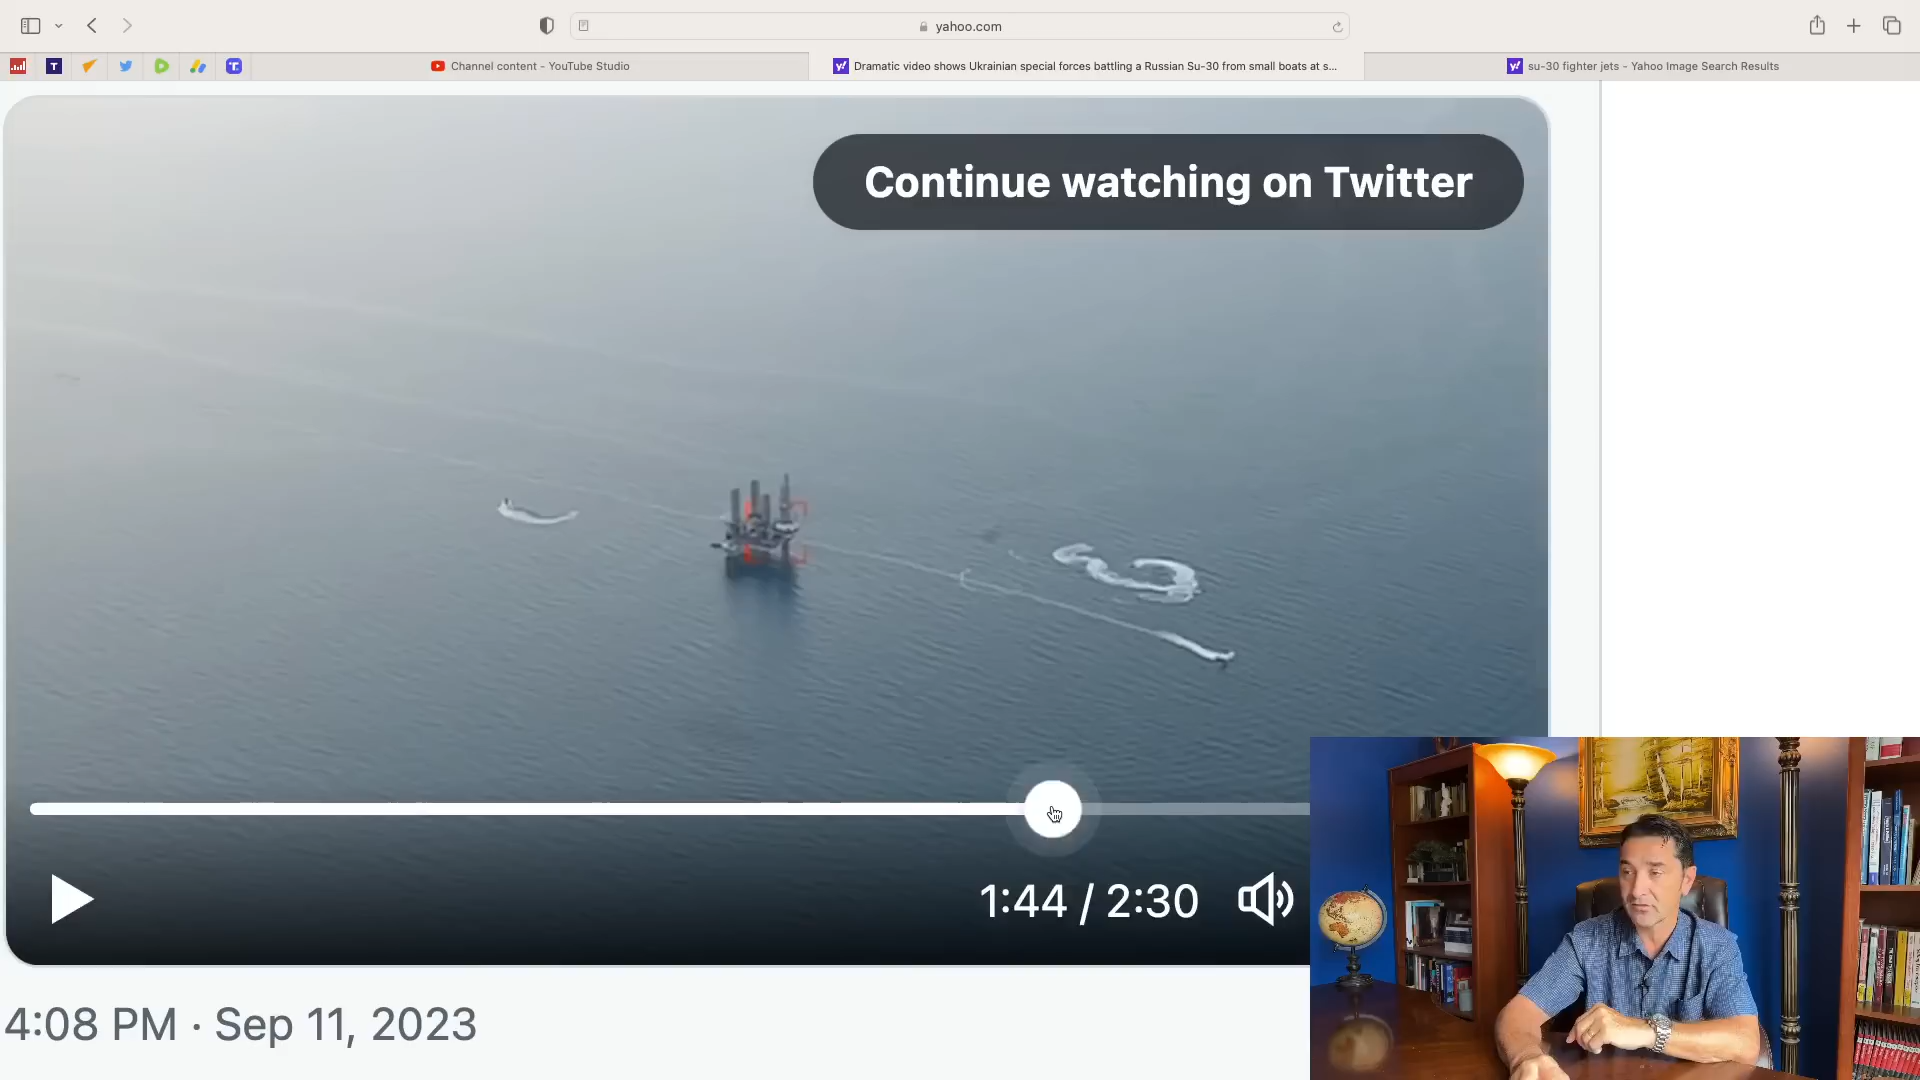 yahoo.com
Channel content - YouTube Studio
Dramatic video shows Ukrainian special forces battling a Russian Su-30 from small boats at s...
su-30 fighter jets - Yahoo Image Search Results
Continue watching on Twitter
1:44 / 2:30
4:08 PM · Sep 11, 2023